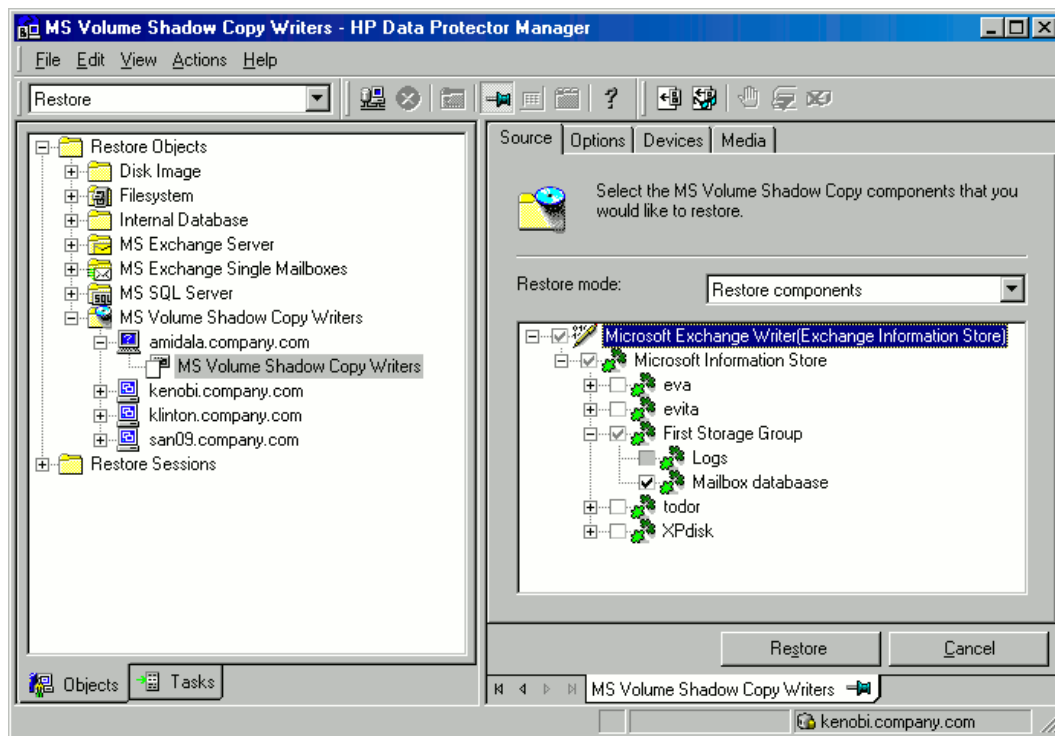 MS Volume Shadow Copy Writers - HP Data Protector Manager
File Edit View Actions Help
Restore
Restore Objects
Disk Image
Filesystem
Internal Database
MS Exchange Server
MS Exchange Single Mailboxes
SQL MS SQL Server
MS Volume Shadow Copy Writers
amidala.company.com
MS Volume Shadow Copy Writers
kenobi.company.com
klinton.company.com
san09.company.com
Restore Sessions
Objects Tasks
Source Options Devices Media
Select the MS Volume Shadow Copy components that you
would like to restore.
Restore mode: Restore components
Microsoft Exchange Writer(Exchange Information Store)
Microsoft Information Store
eva
evita
First Storage Group
Logs
Mailbox databaase
todor
XPdisk
Restore Cancel
MS Volume Shadow Copy Writers
kenobi.company.com